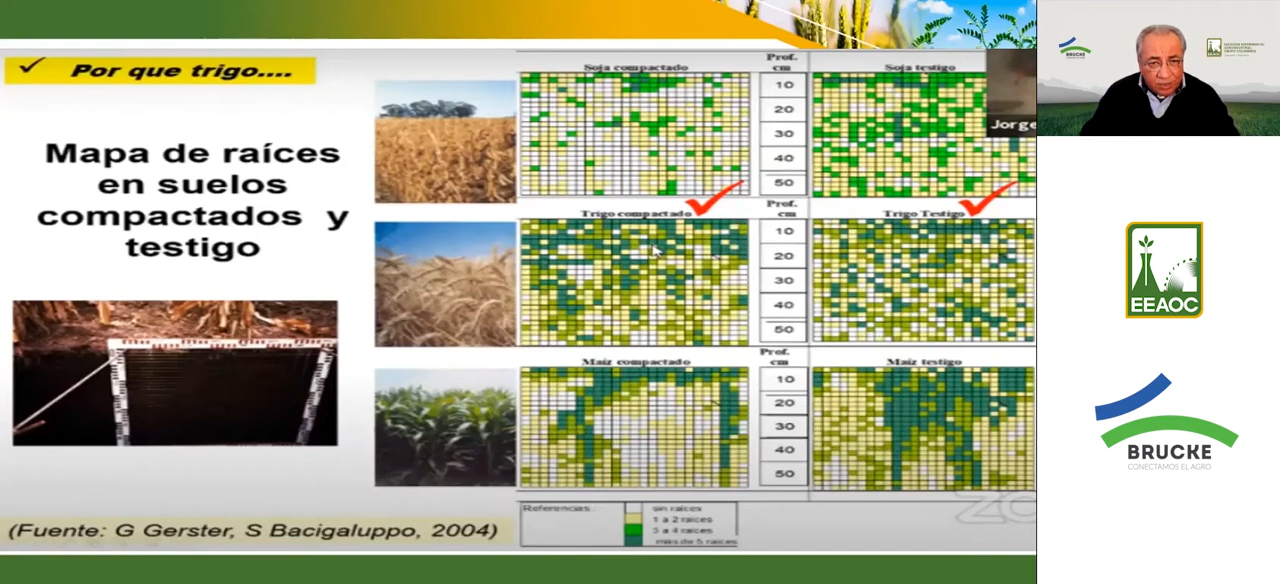 Por que trigo....
Mapa de raíces
en suelos
compactados y
testigo
(Fuente: G Gerster, S Bacigaluppo, 2004)
Soja compactado
Prof.
cm
Soja testigo
10
20
30
40
50
Trigo compactado
Prof.
cm
Trigo Testigo
10
20
30
40
50
Maíz compactado
Prof.
cm
Maíz testigo
10
20
30
40
50
Referencias:
sin raíces
1 a 2 raíces
3 a 4 raíces
más de 5 raíces
Jorge
EEAOC
BRUCKE
CONECTAMOS EL AGRO